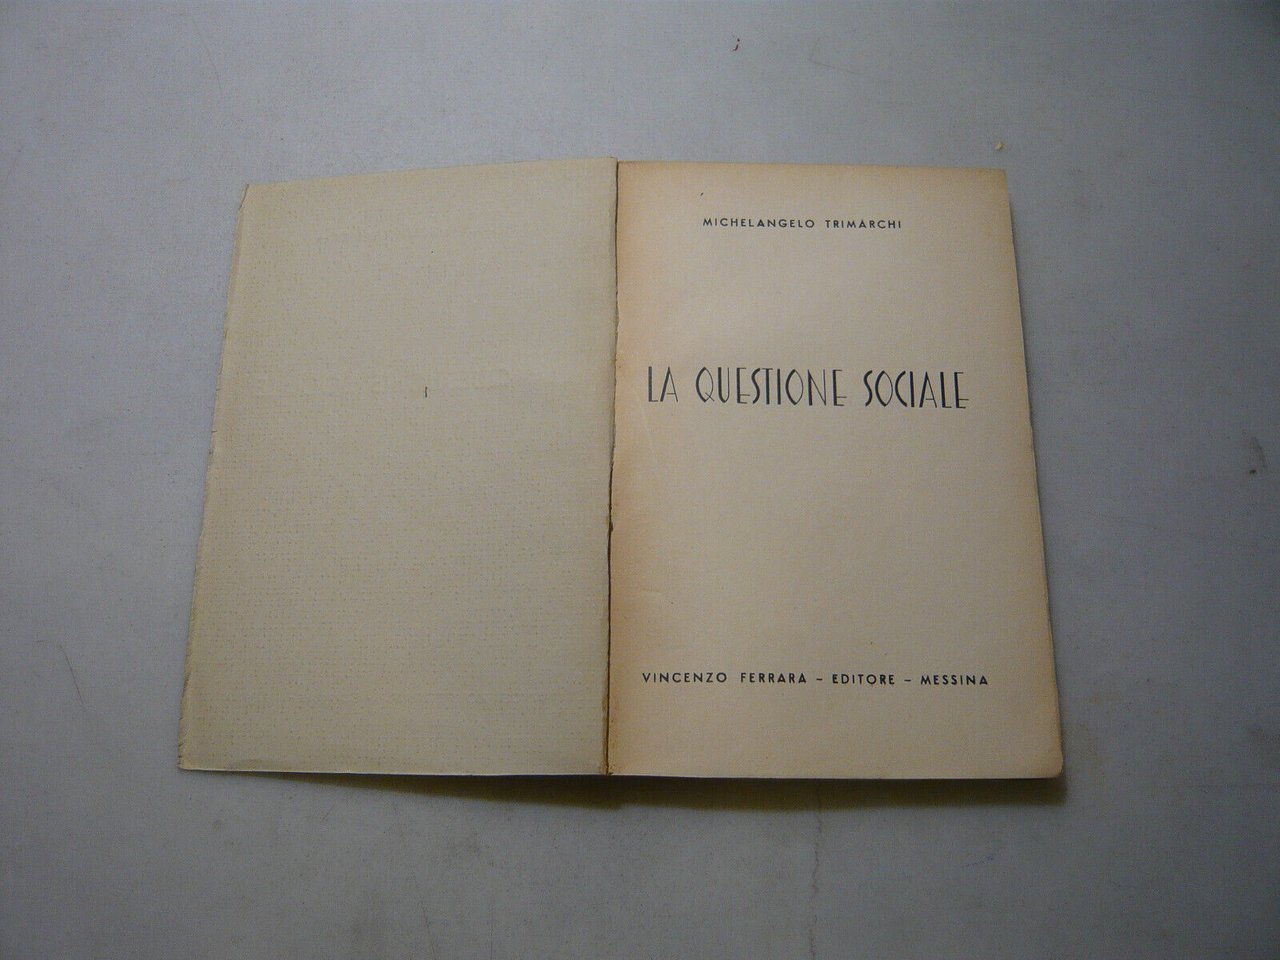 MICHELANGELO TRIMARCHI
LA QUESTIONE SOCIALE
VINCENZO FERRARA - EDITORE - MESSINA